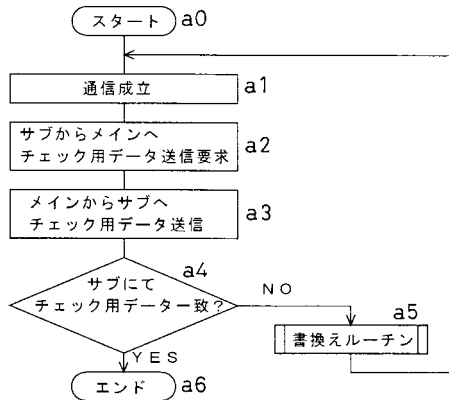 スタート a0
通信成立 a1
サブからメインへ
チェック用データ送信要求 a2
メインからサブへ
チェック用データ送信 a3
サブにて a4
チェック用データ一致?
NO
a5
書換えルーチン
YES
エンド a6